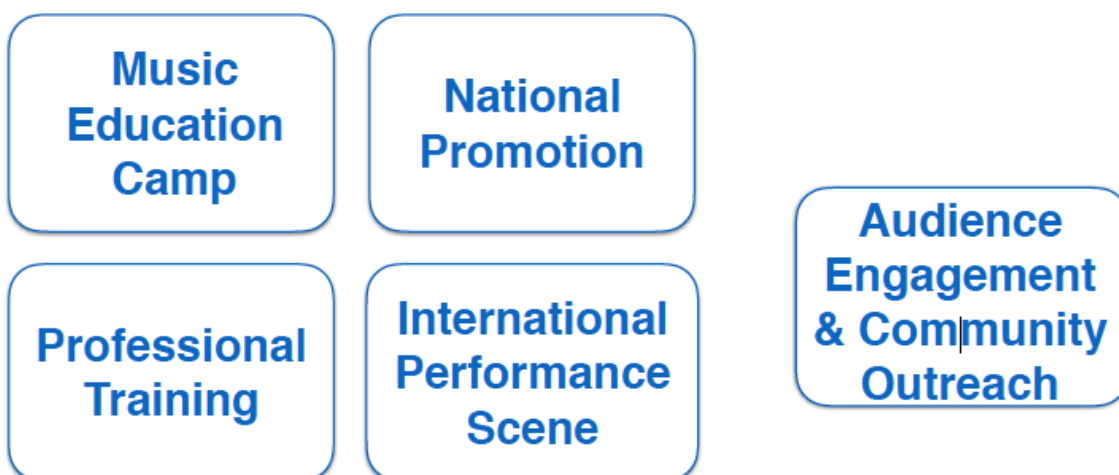 Music
Education
Camp
National
Promotion
Professional
Training
International
Performance
Scene
Audience
Engagement
& Community
Outreach